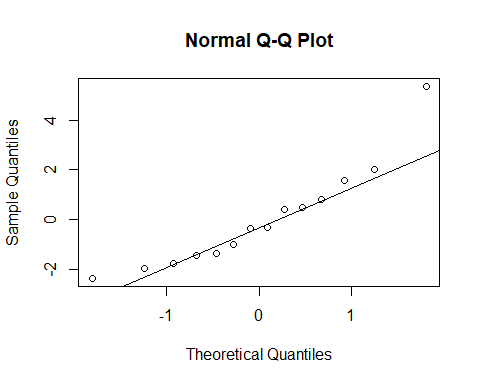 Normal Q-Q Plot
4
2
0
-2
Sample Quantiles
-1
0
1
Theoretical Quantiles